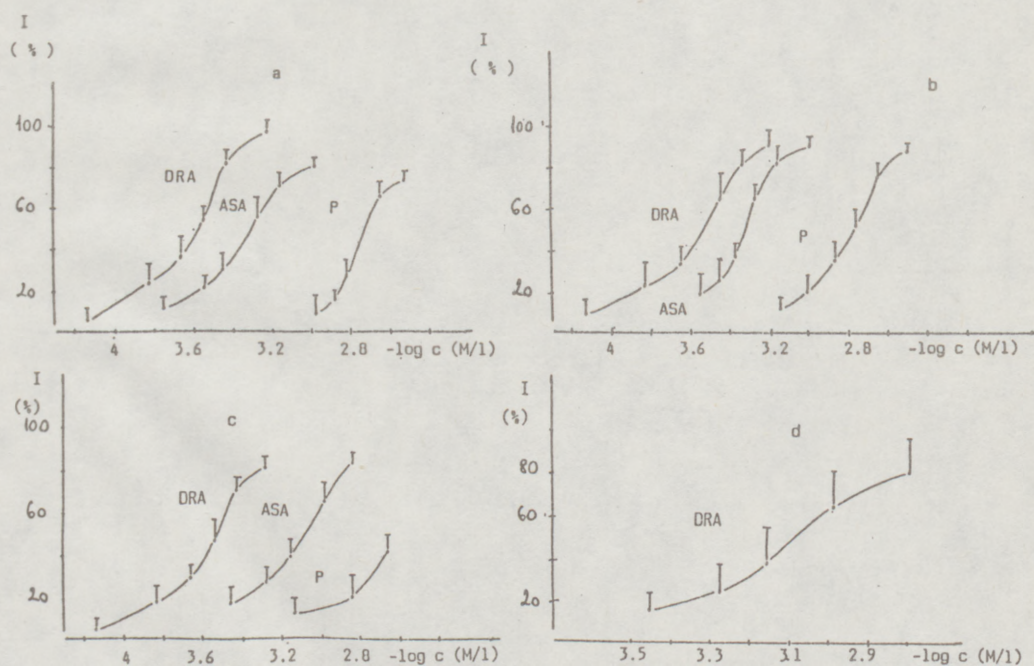 I
( % )
a
100
60
20
DRA
ASA
P
4 3.6 3.2 2.8 -log c (M/l)
I
( % )
b
100
60
20
DRA
ASA
P
4 3.6 3.2 2.8 -log c (M/l)
I
(%)
c
100
60
20
DRA
ASA
P
4 3.6 3.2 2.8 -log c (M/l)
I
(%)
d
80
60
20
DRA
3.5 3.3 3.1 2.9 -log c (M/l)